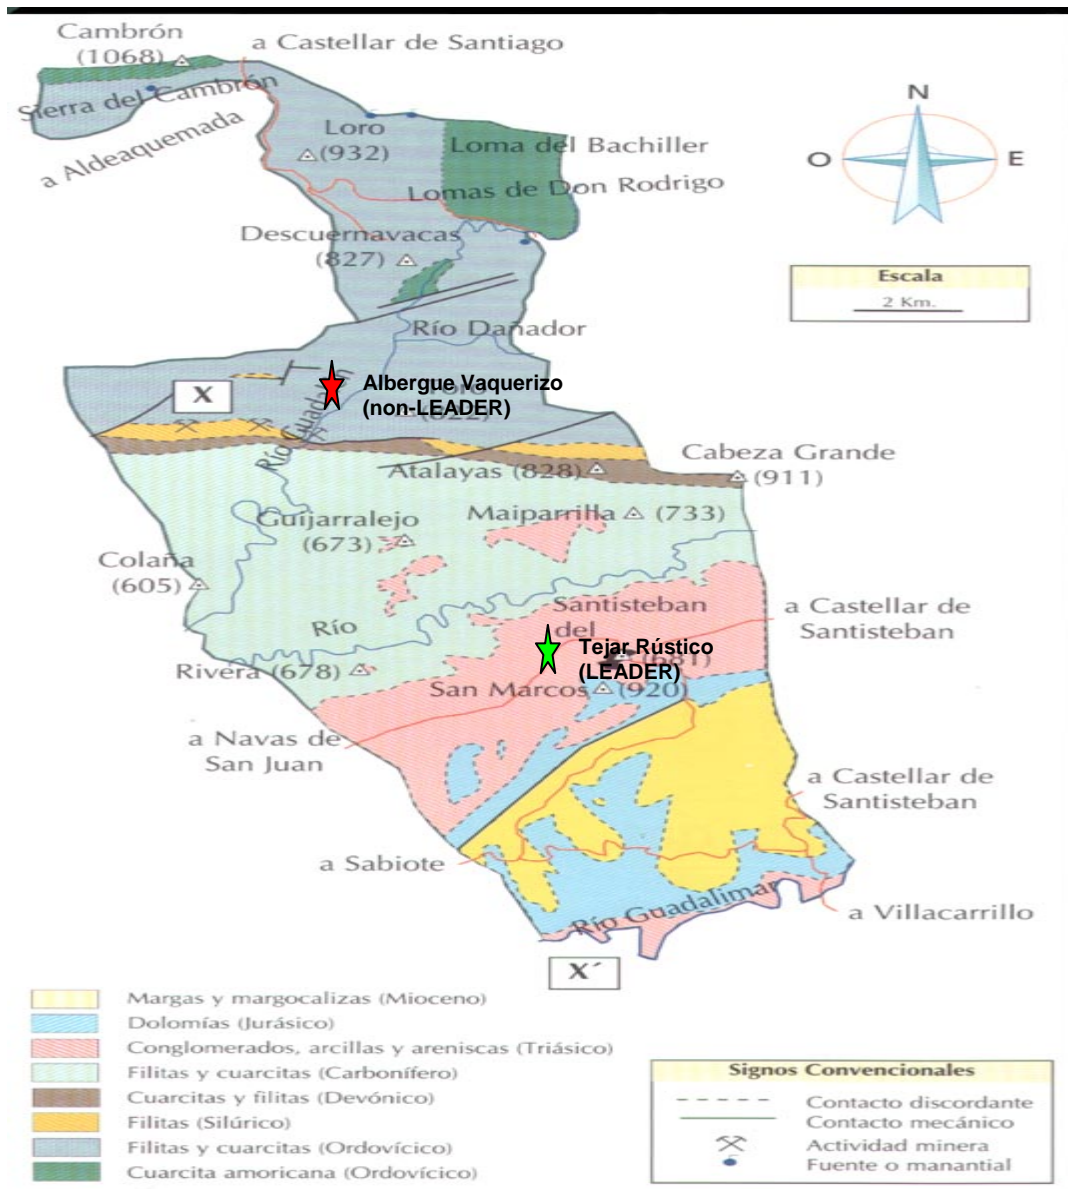 Cambrón
(1068)
a Castellar de Santiago
Sierra del Cambrón
a Aldeaquemada
Loro
(932)
Loma del Bachiller
Lomas de Don Rodrigo
N
O
E
Descuernavacas
(827)
Escala
2 Km.
Río Dañador
X
Albergue Vaquerizo
(non-LEADER)
Río
Atalayas (828)
Cabeza Grande
(911)
Guijarralejo
(673)
Maiparrilla (733)
Colaña
(605)
Santisteban
del
a Castellar de
Santisteban
Río
Tejar Rústico
(LEADER)
(681)
Rivera (678)
San Marcos (920)
a Navas de
San Juan
a Castellar de
Santisteban
a Sabiote
Río Guadalimar
a Villacarrillo
X´
Margas y margocalizas (Mioceno)
Dolomías (Jurásico)
Conglomerados, arcillas y areniscas (Triásico)
Filitas y cuarcitas (Carbonífero)
Cuarcitas y filitas (Devónico)
Filitas (Silúrico)
Filitas y cuarcitas (Ordovícico)
Cuarcita amoricana (Ordovícico)
Signos Convencionales
Contacto discordante
Contacto mecánico
Actividad minera
Fuente o manantial